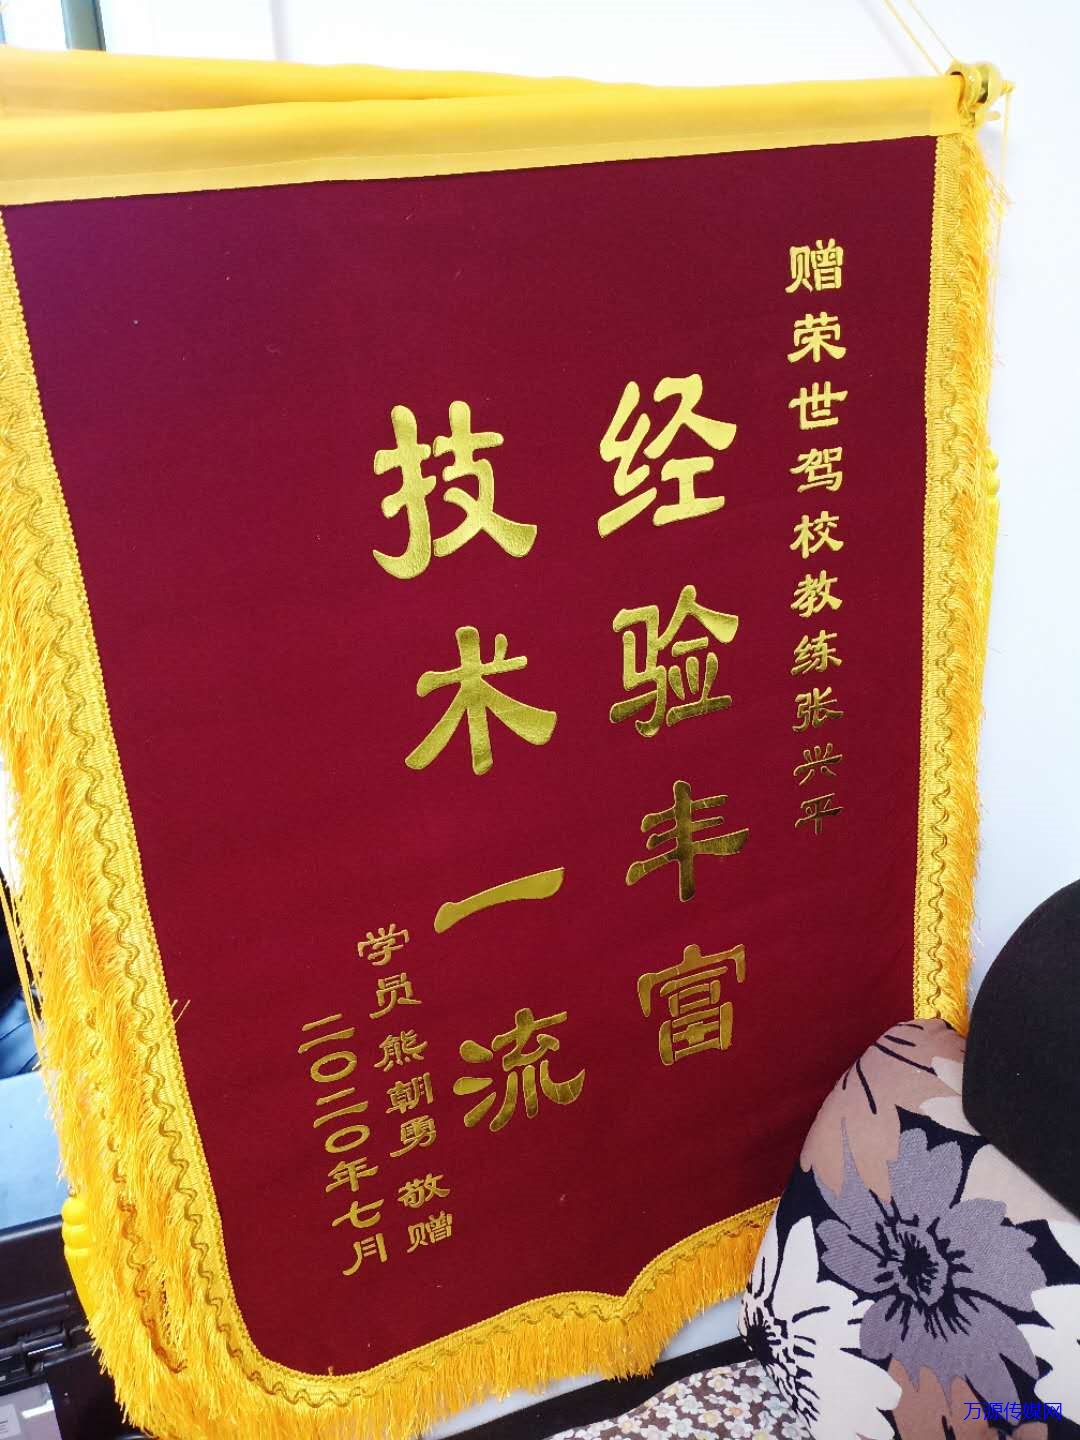 赠荣世驾校教练张兴平
经验丰富
技术一流
学员 熊朝勇 敬赠
二〇二〇年七月
万源传媒网